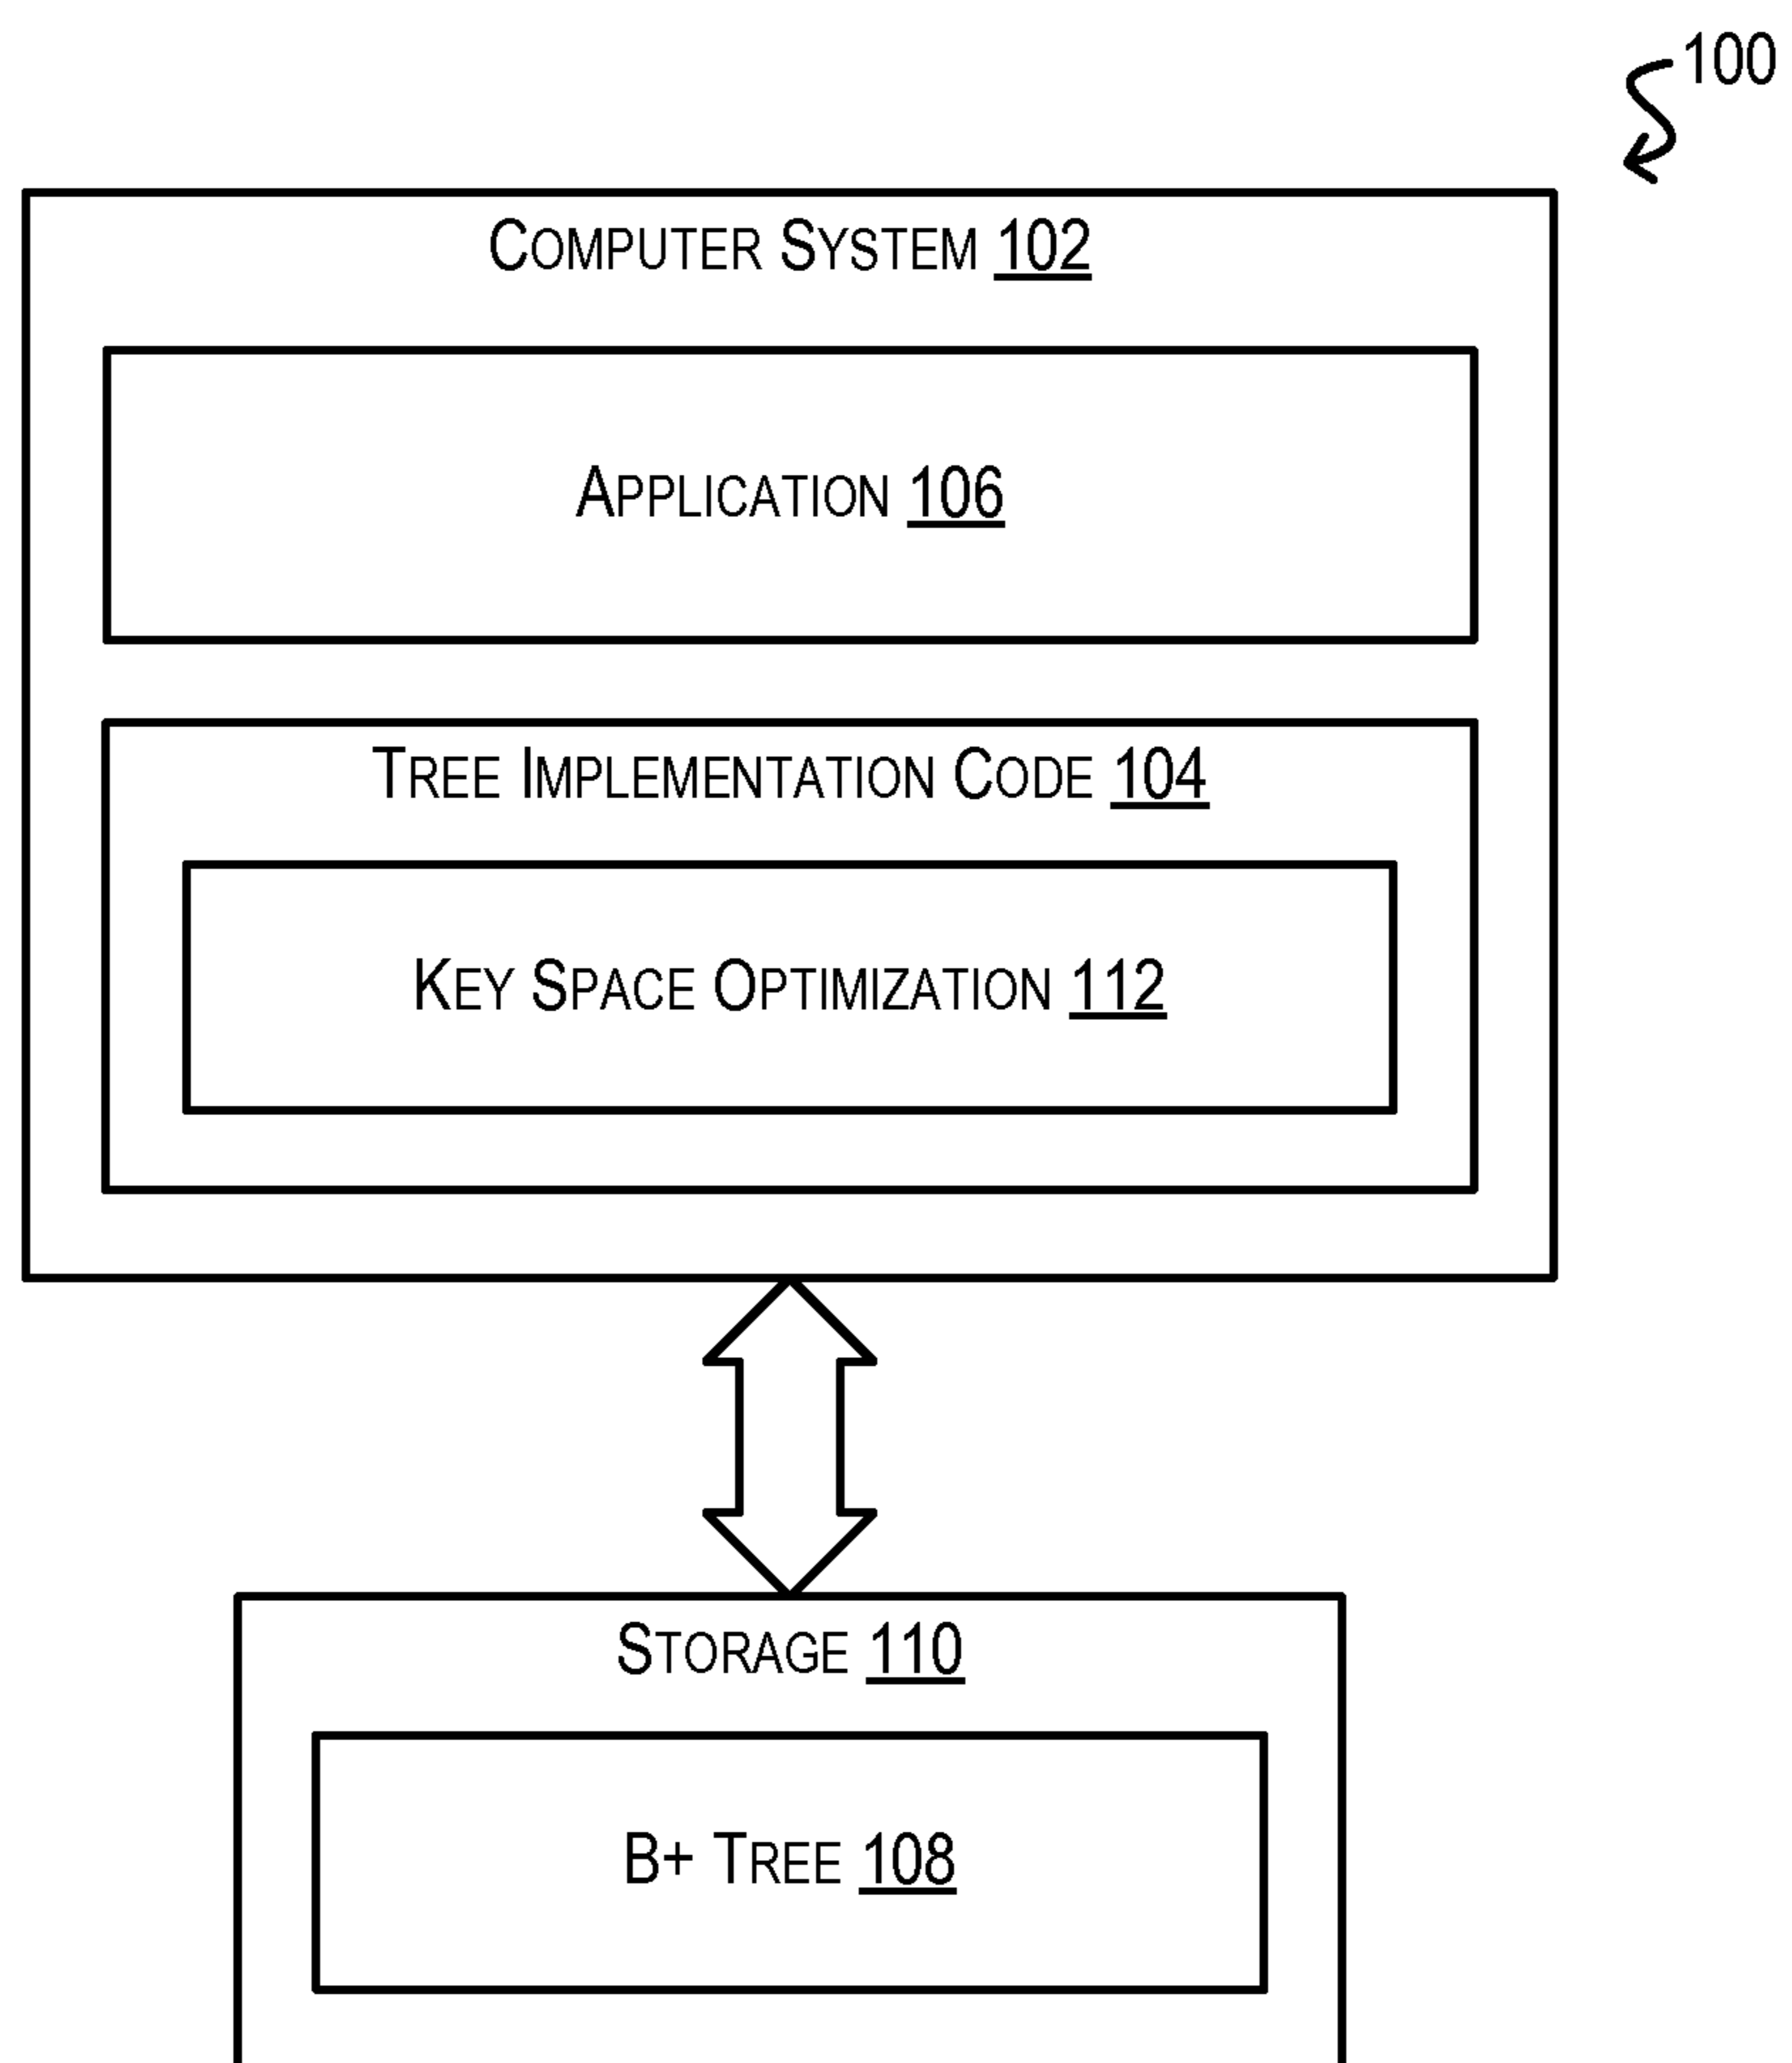 100
Computer System 102
Application 106
Tree Implementation Code 104
Key Space Optimization 112
Storage 110
B+ Tree 108